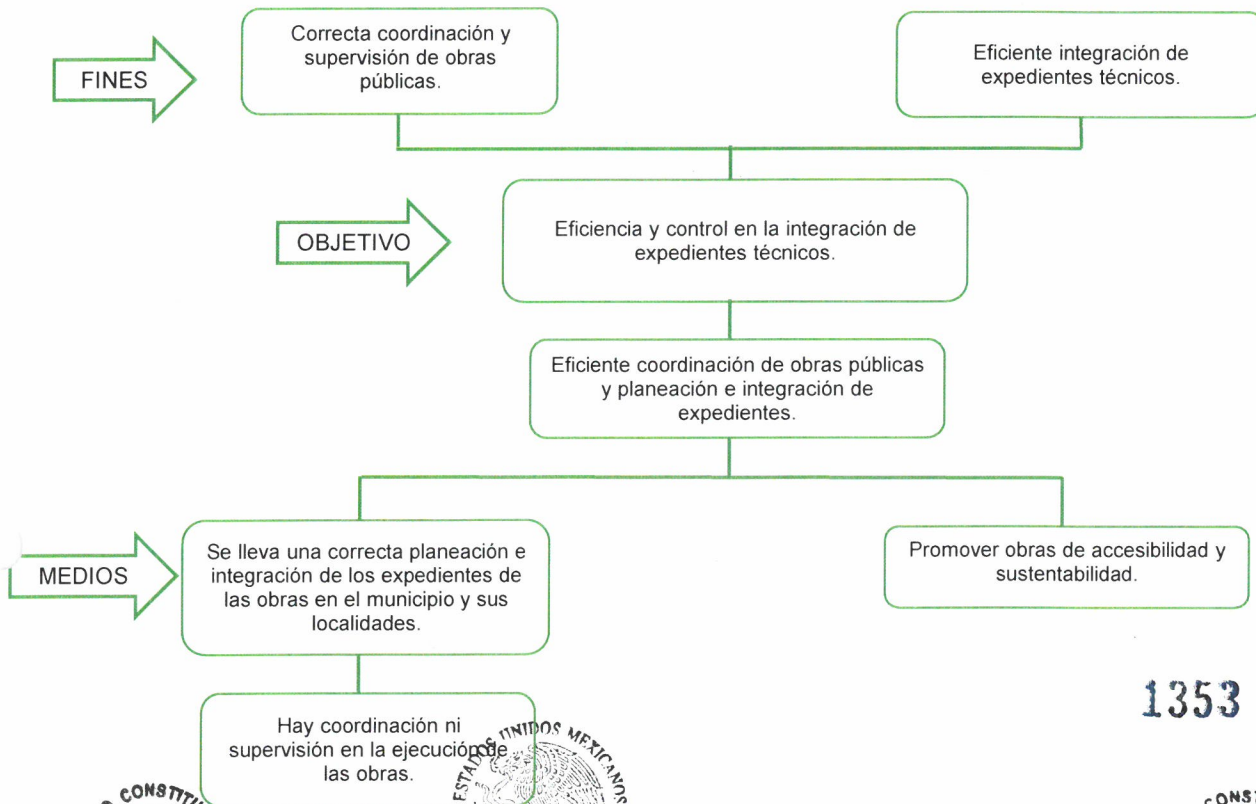 Correcta coordinación y
supervisión de obras
públicas.
Eficiente integración de
expedientes técnicos.
FINES
OBJETIVO
Eficiencia y control en la integración de
expedientes técnicos.
Eficiente coordinación de obras públicas
y planeación e integración de
expedientes.
MEDIOS
Se lleva una correcta planeación e
integración de los expedientes de
las obras en el municipio y sus
localidades.
Promover obras de accesibilidad y
sustentabilidad.
1353
Hay coordinación ni
supervisión en la ejecución de
las obras.
ESTADOS UNIDOS MEXICANOS